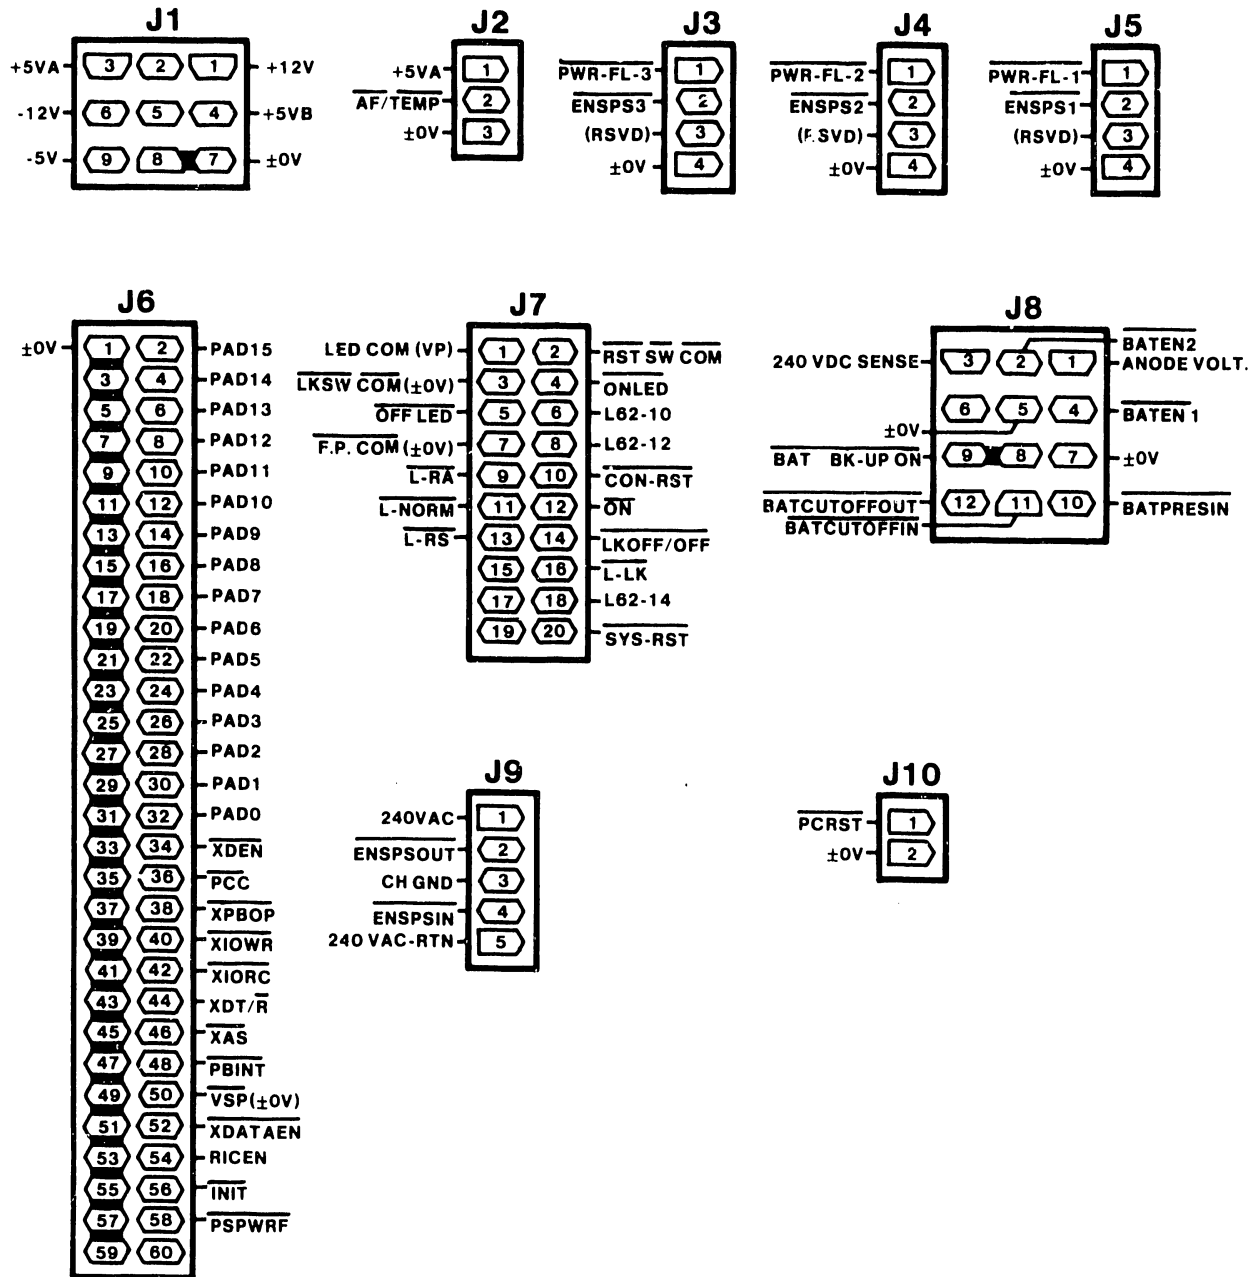 J1
+5VA 3 2 1 +12V
-12V 6 5 4 +5VB
-5V 9 8 7 ±0V
J2
+5VA 1
AF/TEMP 2
±0V 3
J3
PWR-FL-3 1
ENSPS3 2
(RSVD) 3
±0V 4
J4
PWR-FL-2 1
ENSPS2 2
(RSVD) 3
±0V 4
J5
PWR-FL-1 1
ENSPS1 2
(RSVD) 3
±0V 4
J6
±0V 1 2 PAD15
3 4 PAD14
5 6 PAD13
7 8 PAD12
9 10 PAD11
11 12 PAD10
13 14 PAD9
15 16 PAD8
17 18 PAD7
19 20 PAD6
21 22 PAD5
23 24 PAD4
25 26 PAD3
27 28 PAD2
29 30 PAD1
31 32 PAD0
33 34 XDEN
35 36 PCC
37 38 XPBOP
39 40 XIOWR
41 42 XIORC
43 44 XDT/R
45 46 XAS
47 48 PBINT
49 50 VSP(±0V)
51 52 XDATAEN
53 54 RICEN
55 56 INIT
57 58 PSPWRF
59 60
J7
LED COM (VP) 1 2 RST SW COM
LKSW COM(±0V) 3 4 ONLED
OFF LED 5 6 L62-10
F.P. COM (±0V) 7 8 L62-12
L-RA 9 10 CON-RST
L-NORM 11 12 ON
L-RS 13 14 LKOFF/OFF
15 16 L-LK
17 18 L62-14
19 20 SYS-RST
J8
BATEN2
240 VDC SENSE 3 2 1 ANODE VOLT.
6 5 4 BATEN 1
±0V
BAT BK-UP ON 9 8 7 ±0V
BATCUTOFFOUT 12 11 10 BATPRESIN
BATCUTOFFIN
J9
240VAC 1
ENSPSOUT 2
CH GND 3
ENSPSIN 4
240 VAC-RTN 5
J10
PCRST 1
±0V 2